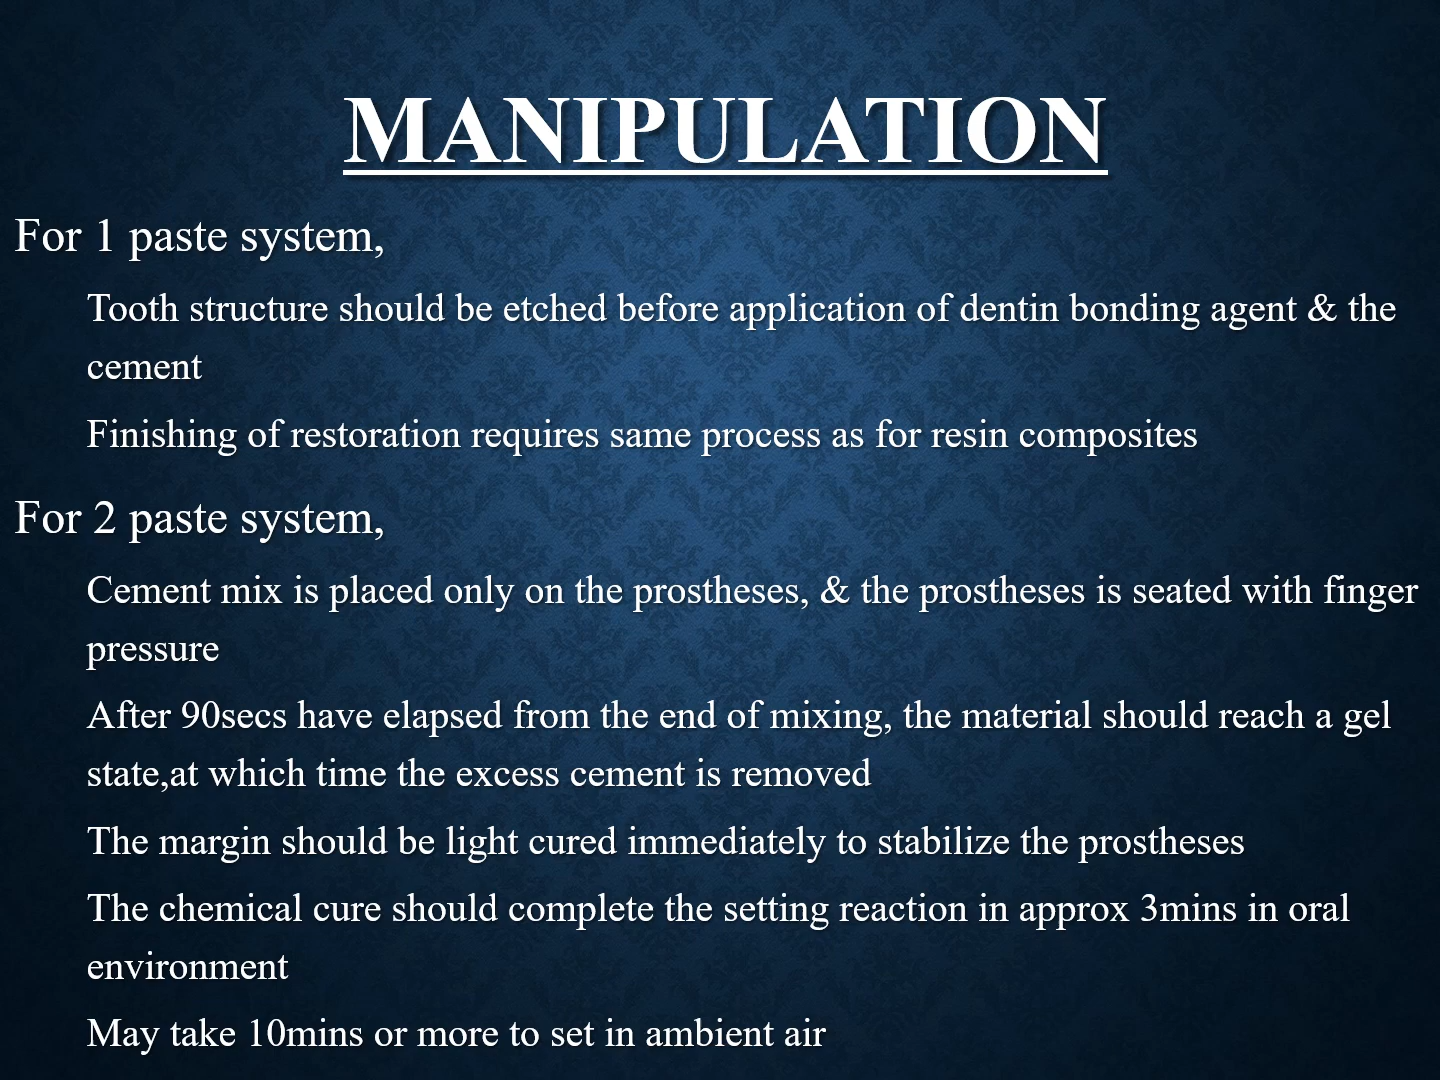 MANIPULATION
For 1 paste system,
Tooth structure should be etched before application of dentin bonding agent & the
cement
Finishing of restoration requires same process as for resin composites
For 2 paste system,
Cement mix is placed only on the prostheses, & the prostheses is seated with finger
pressure
After 90secs have elapsed from the end of mixing, the material should reach a gel
state,at which time the excess cement is removed
The margin should be light cured immediately to stabilize the prostheses
The chemical cure should complete the setting reaction in approx 3mins in oral
environment
May take 10mins or more to set in ambient air